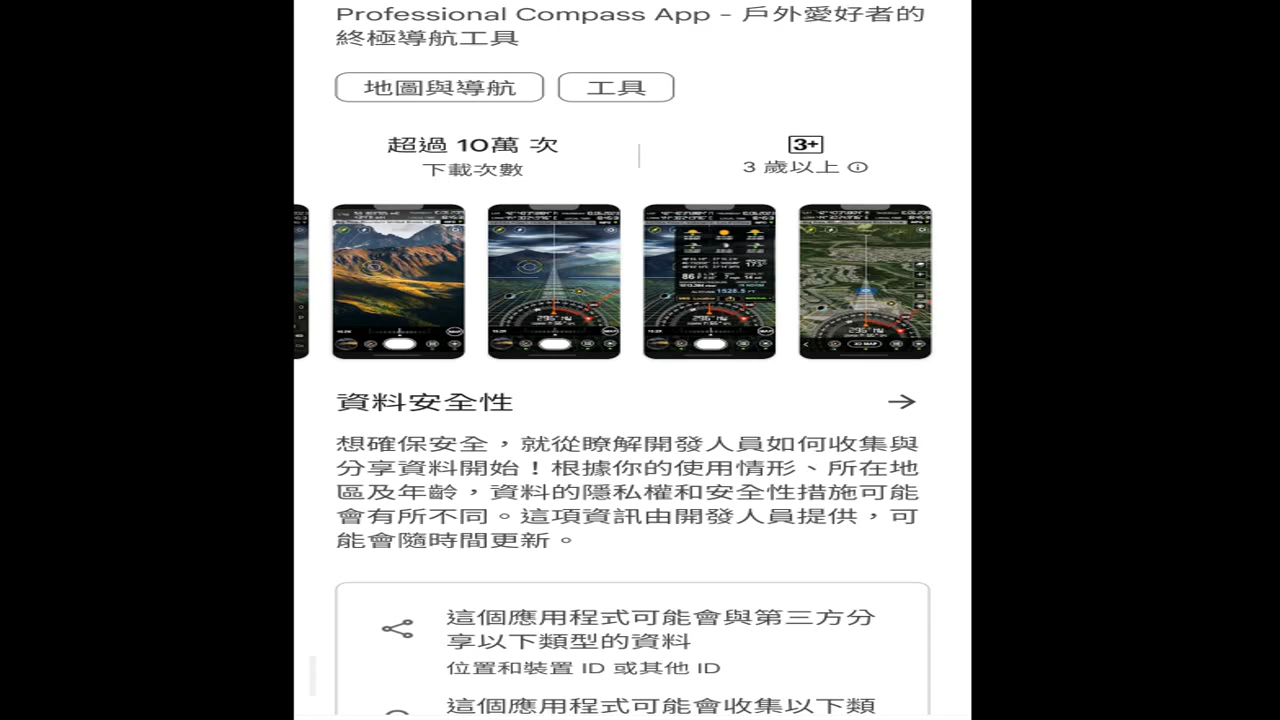 Professional Compass App - 戶外愛好者的
終極導航工具
地圖與導航
工具
超過 10萬 次
下載次數
3+
3 歲以上
資料安全性
想確保安全，就從瞭解開發人員如何收集與
分享資料開始！根據你的使用情形、所在地
區及年齡，資料的隱私權和安全性措施可能
會有所不同。這項資訊由開發人員提供，可
能會隨時間更新。
這個應用程式可能會與第三方分
享以下類型的資料
位置和裝置 ID 或其他 ID
這個應用程式可能會收集以下類